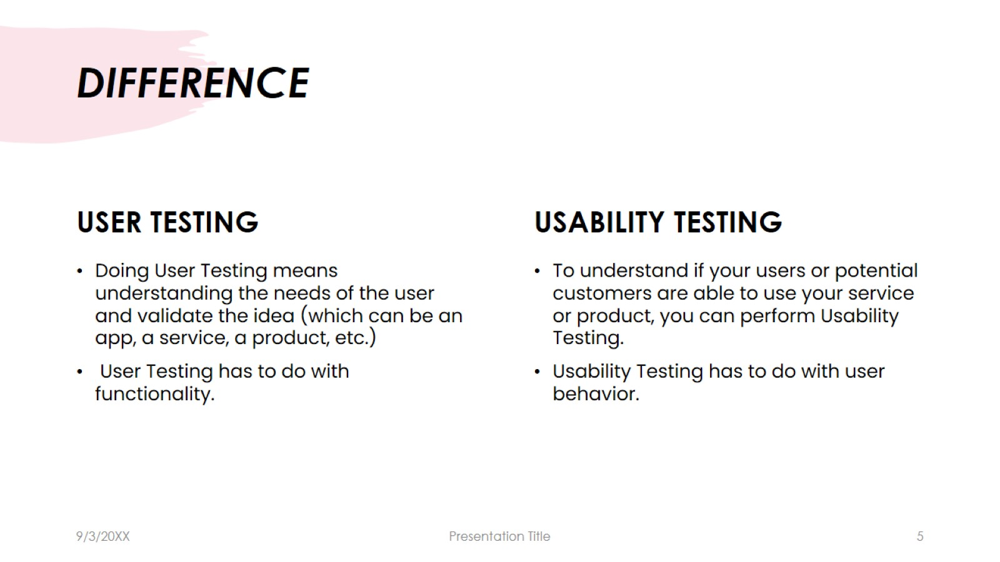 DIFFERENCE
USER TESTING
• Doing User Testing means
understanding the needs of the user
and validate the idea (which can be an
app, a service, a product, etc.)
• User Testing has to do with
functionality.
USABILITY TESTING
• To understand if your users or potential
customers are able to use your service
or product, you can perform Usability
Testing.
• Usability Testing has to do with user
behavior.
9/3/20XX
Presentation Title
5